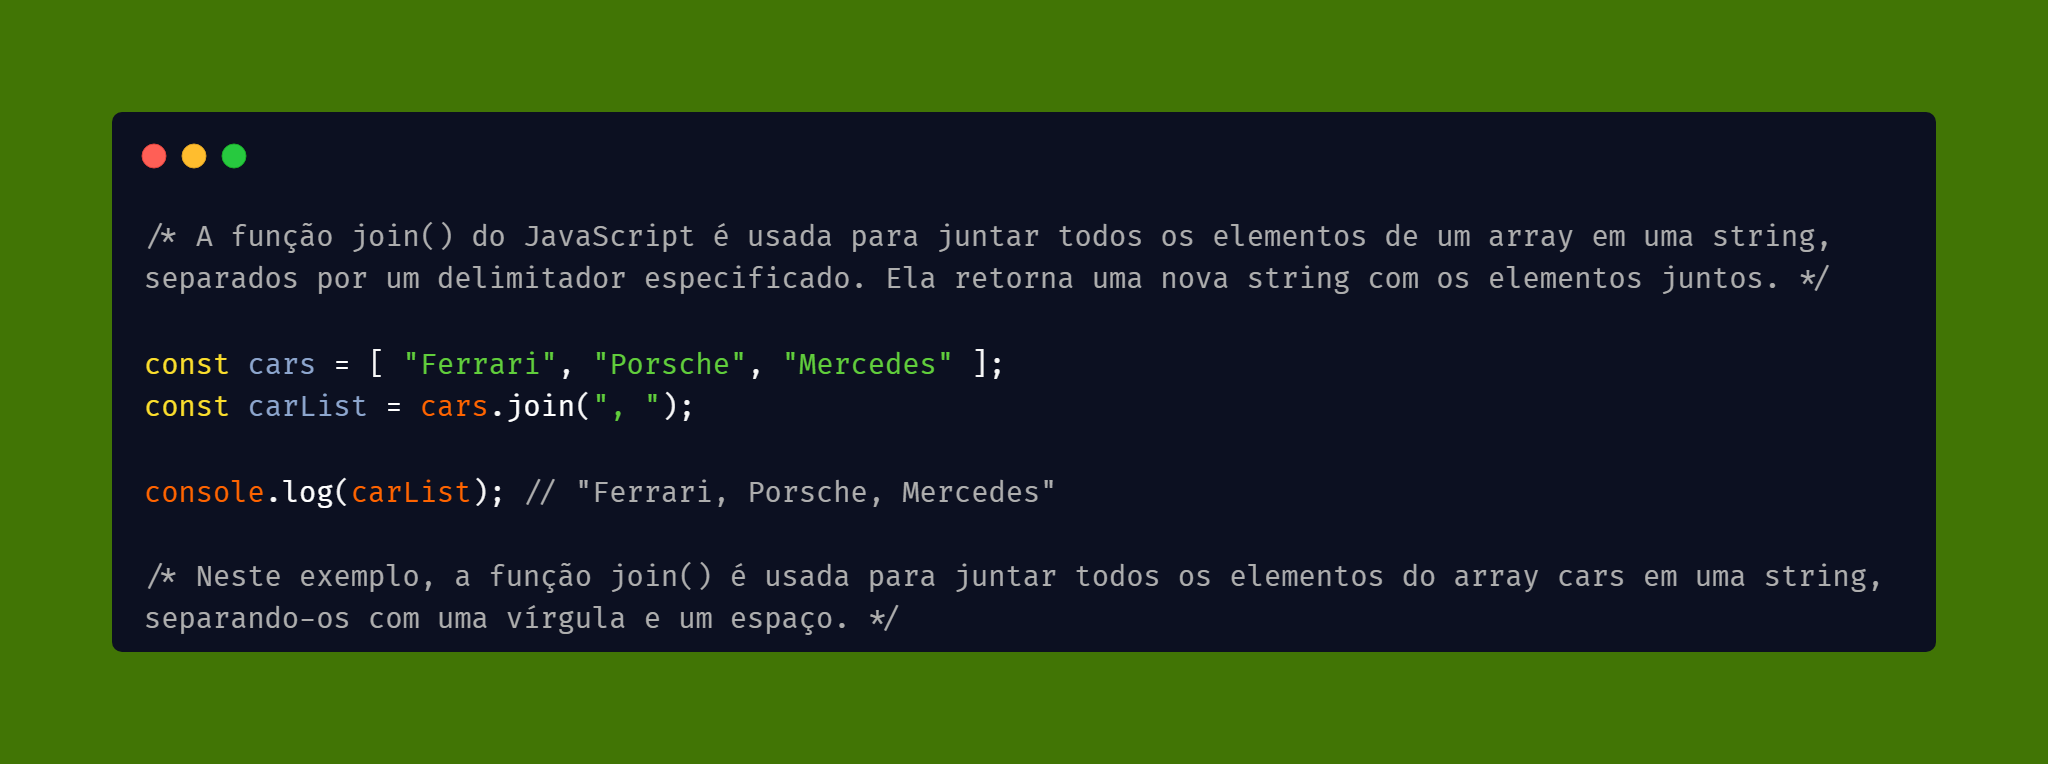 /* A função join() do JavaScript é usada para juntar todos os elementos de um array em uma string,
separados por um delimitador especificado. Ela retorna uma nova string com os elementos juntos. */
const cars = [ "Ferrari", "Porsche", "Mercedes" ];
const carList = cars.join(", ");
console.log(carList); // "Ferrari, Porsche, Mercedes"
/* Neste exemplo, a função join() é usada para juntar todos os elementos do array cars em uma string,
separando-os com uma vírgula e um espaço. */